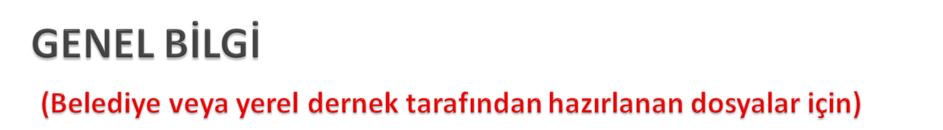 GENEL BİLGİ
(Belediye veya yerel dernek tarafından hazırlanan dosyalar için)